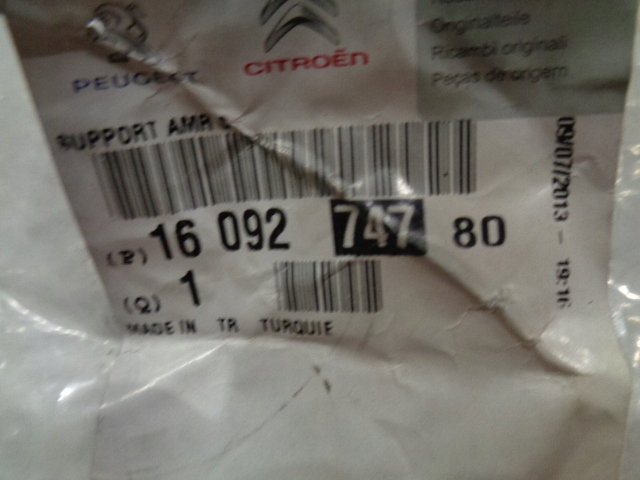 PEUGEOT
CITROËN
Originalteile
Ricambi originali
Peças de origem
SUPPORT AMR
(P) 16 092 747 80
(Q) 1
MADE IN TR TURQUIE
09/07/2013 - 19:16